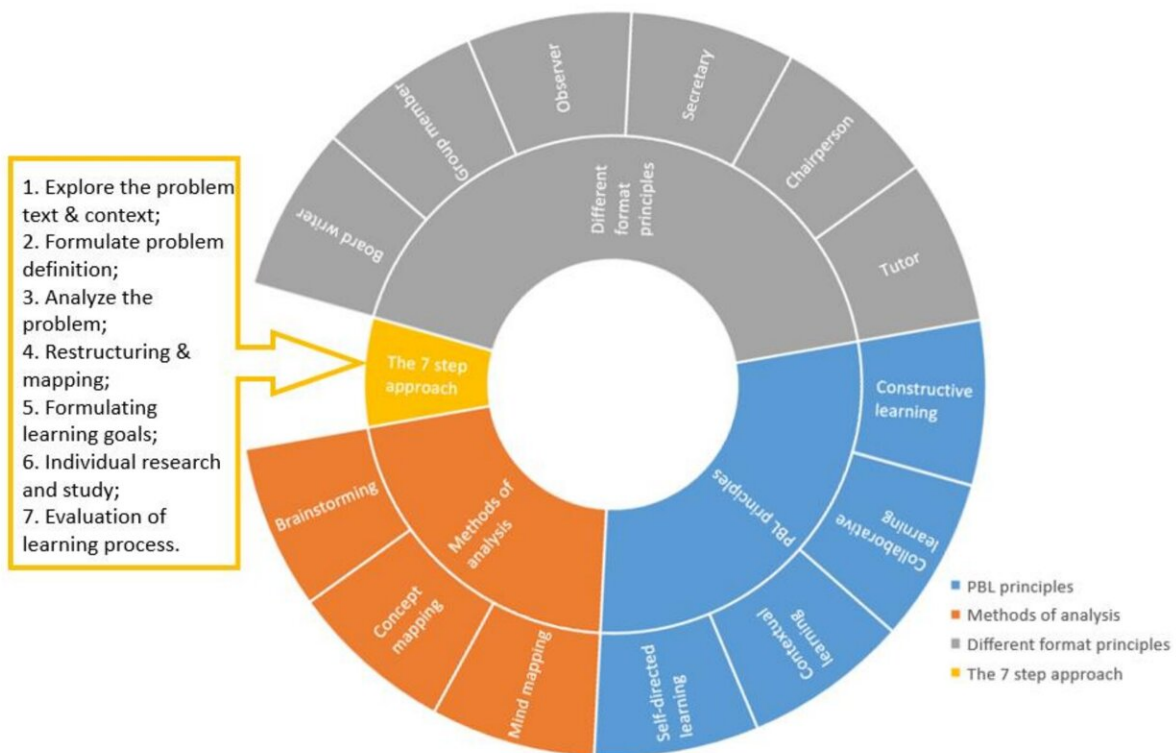 Board writer
Group member
Observer
Secretary
Chairperson
Tutor
Different
format
principles
1. Explore the problem
text & context;
2. Formulate problem
definition;
3. Analyze the
problem;
4. Restructuring &
mapping;
5. Formulating
learning goals;
6. Individual research
and study;
7. Evaluation of
learning process.
The 7 step
approach
Constructive
learning
Collaborative
learning
Contextual
learning
Self-directed
learning
PBL principles
Methods of
analysis
Brainstorming
Concept
mapping
Mind mapping
PBL principles
Methods of analysis
Different format principles
The 7 step approach